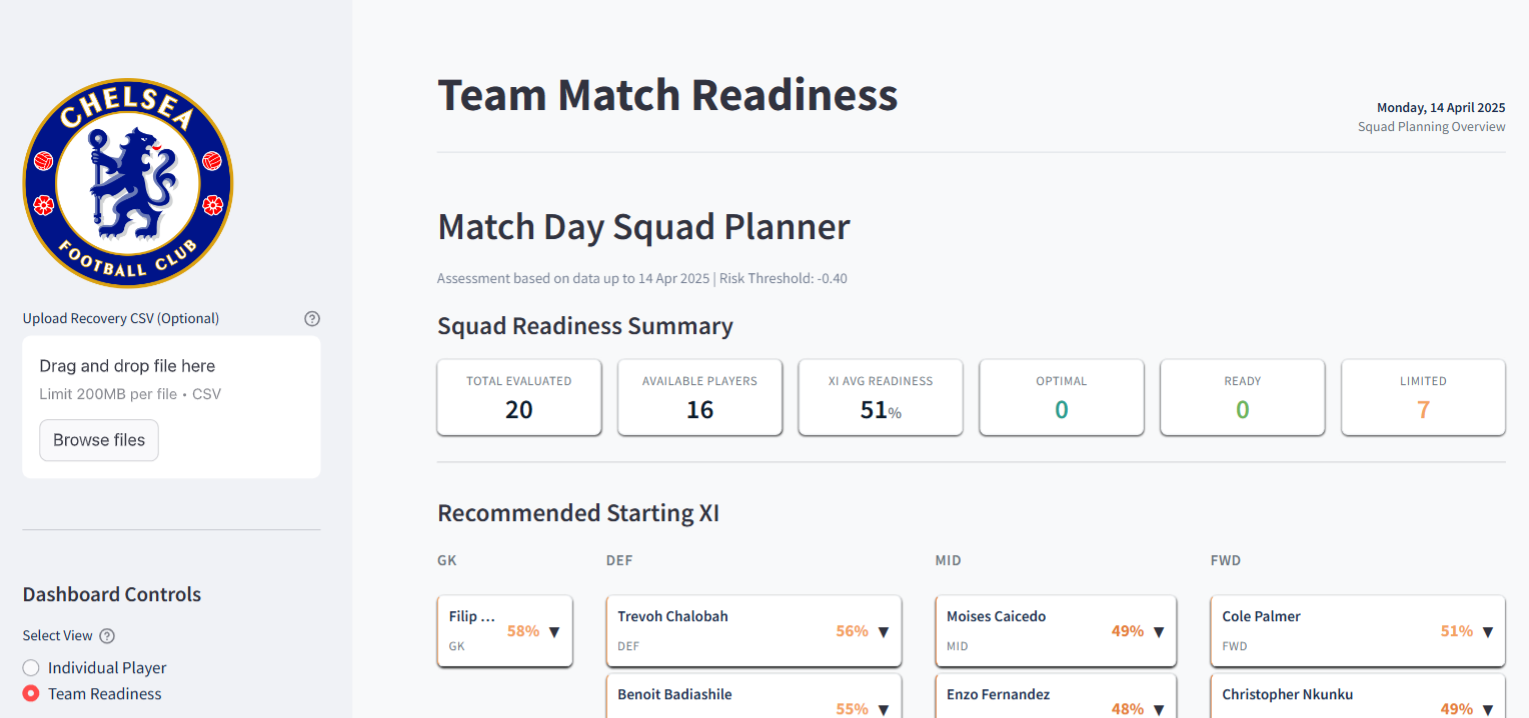 CHELSEA
FOOTBALL CLUB
Upload Recovery CSV (Optional)
Drag and drop file here
Limit 200MB per file • CSV
Browse files
Dashboard Controls
Select View
Individual Player
Team Readiness
Team Match Readiness
Monday, 14 April 2025
Squad Planning Overview
Match Day Squad Planner
Assessment based on data up to 14 Apr 2025 | Risk Threshold: -0.40
Squad Readiness Summary
TOTAL EVALUATED
20
AVAILABLE PLAYERS
16
XI AVG READINESS
51%
OPTIMAL
0
READY
0
LIMITED
7
Recommended Starting XI
GK
Filip ...
58% ▼
GK
DEF
Trevoh Chalobah
56% ▼
DEF
Benoit Badiashile
55% ▼
MID
Moises Caicedo
49% ▼
MID
Enzo Fernandez
48% ▼
FWD
Cole Palmer
51% ▼
FWD
Christopher Nkunku
49% ▼